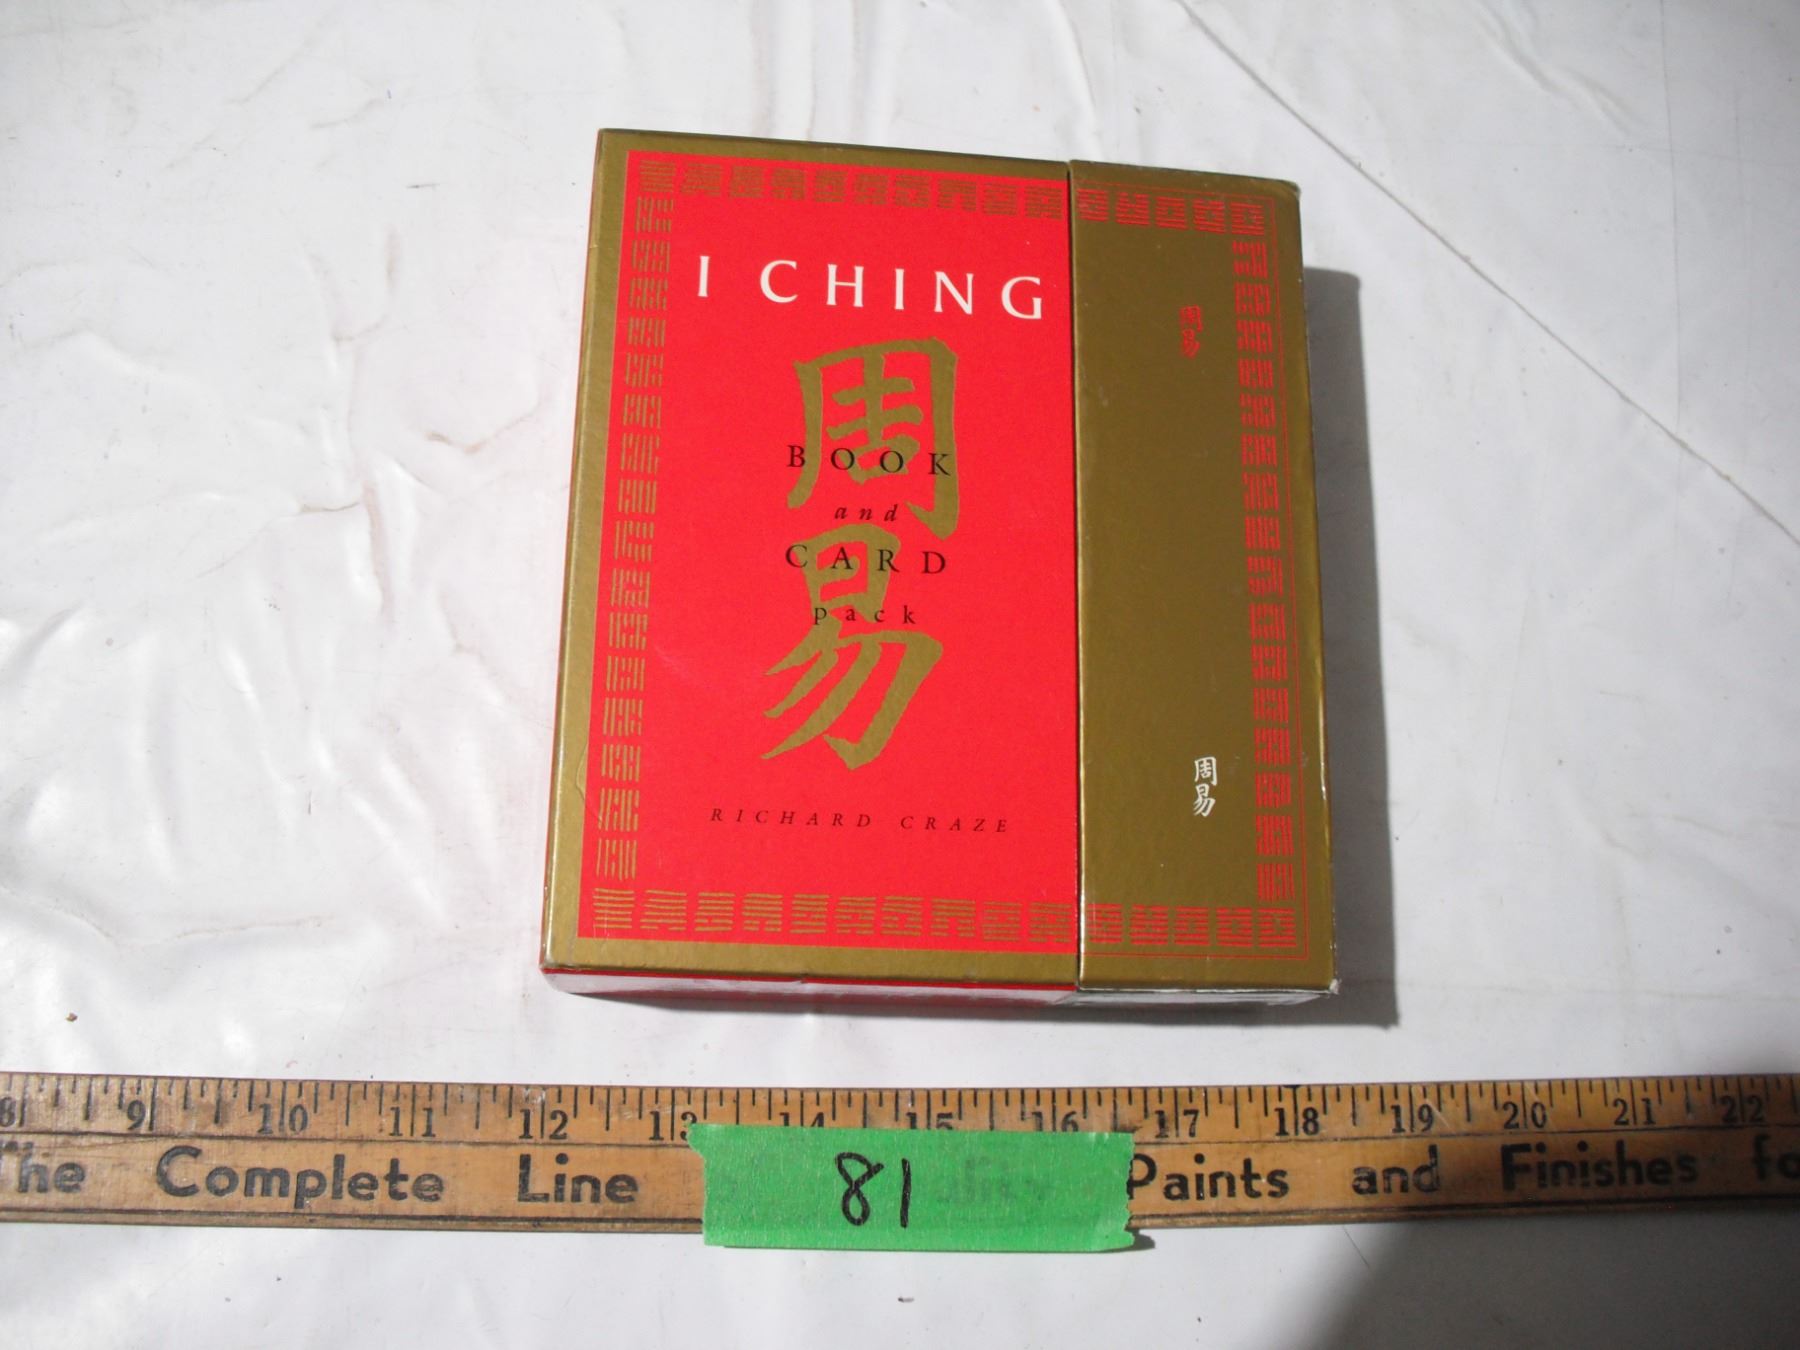 I CHING
周易
BOOK
and
CARD
pack
RICHARD CRAZE
周易
周易
8 9 10 11 12 13 14 15 16 17 18 19 20 21 22
The Complete Line Paints and Finishes fo
81